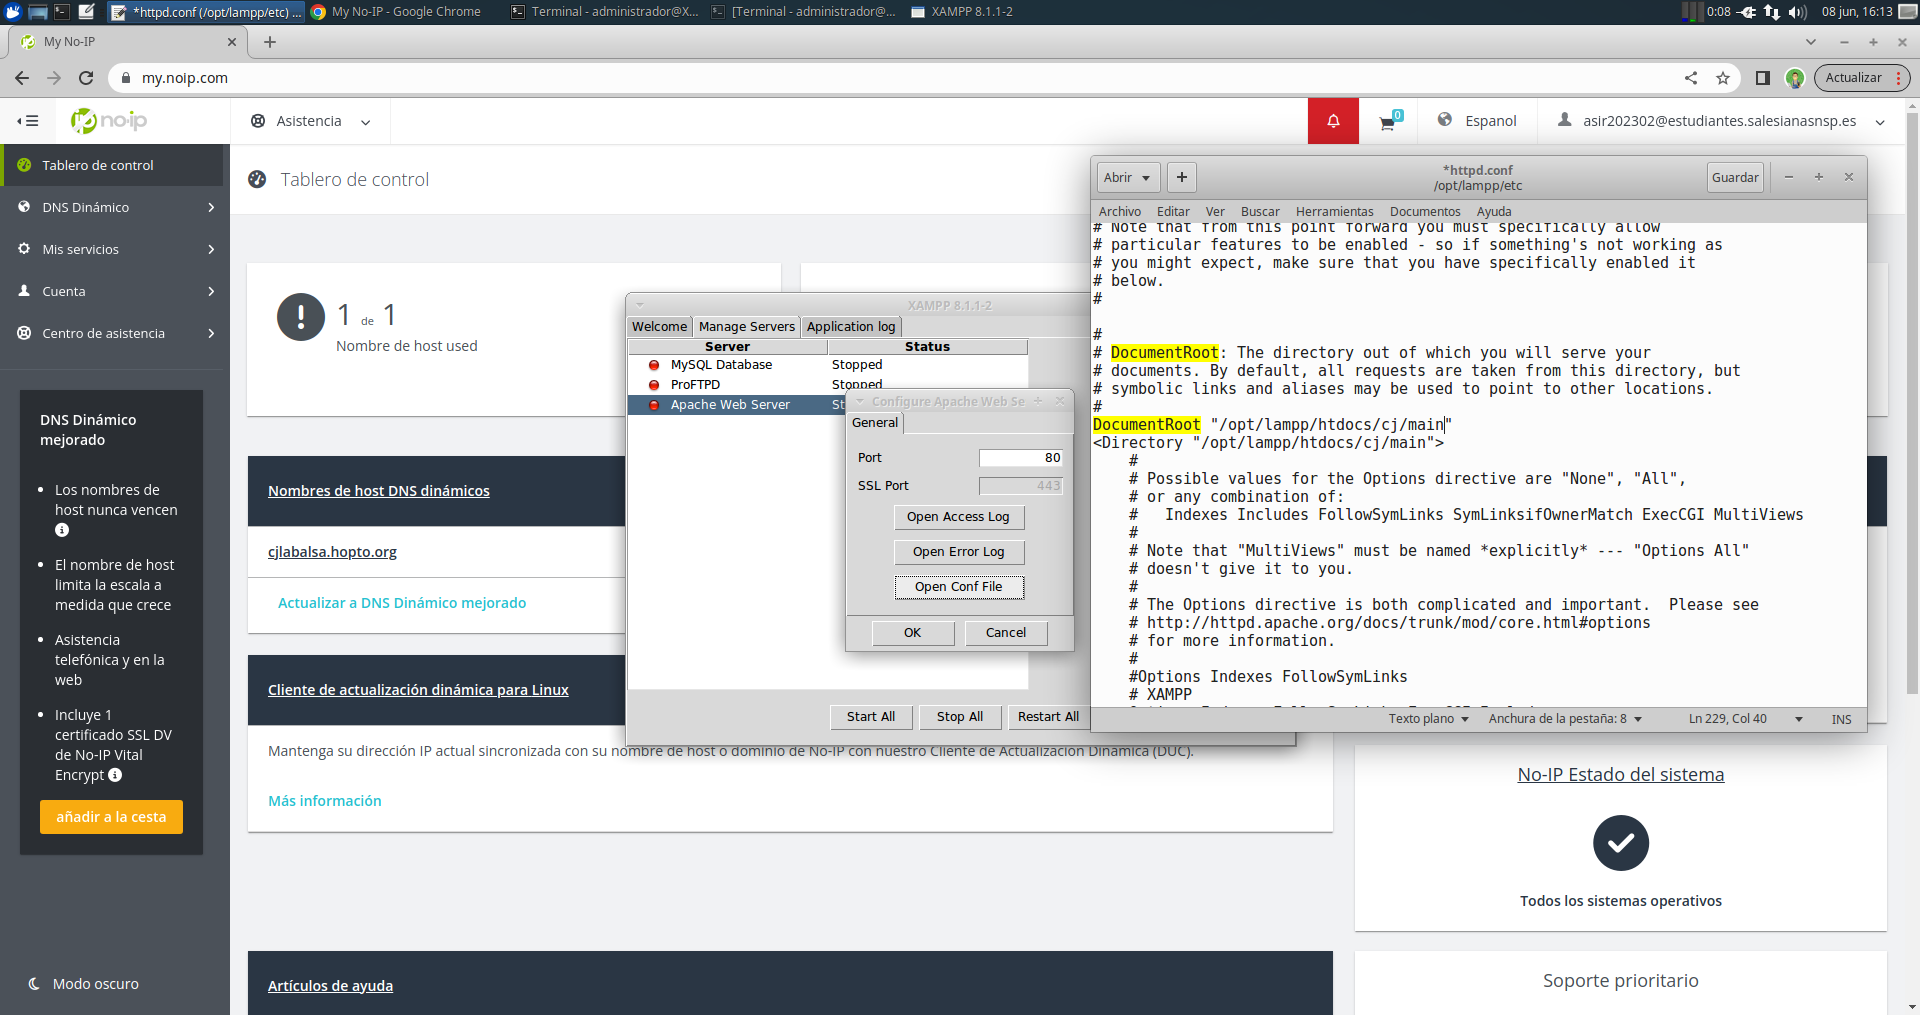 *httpd.conf (/opt/lampp/etc) ...
My No-IP - Google Chrome
Terminal - administrador@X...
[Terminal - administrador@...
XAMPP 8.1.1-2
0:08
08 jun, 16:13
My No-IP
my.noip.com
Actualizar
no-ip
Asistencia
0
Espanol
asir202302@estudiantes.salesianasnsp.es
Tablero de control
DNS Dinámico
Mis servicios
Cuenta
Centro de asistencia
DNS Dinámico
mejorado
Los nombres de
host nunca vencen
El nombre de host
limita la escala a
medida que crece
Asistencia
telefónica y en la
web
Incluye 1
certificado SSL DV
de No-IP Vital
Encrypt
añadir a la cesta
Modo oscuro
Tablero de control
1 de 1
Nombre de host used
Nombres de host DNS dinámicos
cjlabalsa.hopto.org
Actualizar a DNS Dinámico mejorado
Cliente de actualización dinámica para Linux
Mantenga su dirección IP actual sincronizada con su nombre de host o dominio de No-IP con nuestro Cliente de Actualización Dinámica (DUC).
Más información
Artículos de ayuda
No-IP Estado del sistema
Todos los sistemas operativos
Soporte prioritario
XAMPP 8.1.1-2
Welcome
Manage Servers
Application log
Server
Status
MySQL Database
Stopped
ProFTPD
Stopped
Apache Web Server
St
Start All
Stop All
Restart All
Configure Apache Web Se
General
Port
80
SSL Port
443
Open Access Log
Open Error Log
Open Conf File
OK
Cancel
Abrir
*httpd.conf
/opt/lampp/etc
Guardar
Archivo
Editar
Ver
Buscar
Herramientas
Documentos
Ayuda
# Note that from this point forward you must specifically allow
# particular features to be enabled - so if something's not working as
# you might expect, make sure that you have specifically enabled it
# below.
#
#
# DocumentRoot: The directory out of which you will serve your
# documents. By default, all requests are taken from this directory, but
# symbolic links and aliases may be used to point to other locations.
#
DocumentRoot "/opt/lampp/htdocs/cj/main"
<Directory "/opt/lampp/htdocs/cj/main">
#
# Possible values for the Options directive are "None", "All",
# or any combination of:
#   Indexes Includes FollowSymLinks SymLinksifOwnerMatch ExecCGI MultiViews
#
# Note that "MultiViews" must be named *explicitly* --- "Options All"
# doesn't give it to you.
#
# The Options directive is both complicated and important.  Please see
# http://httpd.apache.org/docs/trunk/mod/core.html#options
# for more information.
#
#Options Indexes FollowSymLinks
# XAMPP
Texto plano
Anchura de la pestaña: 8
Ln 229, Col 40
INS